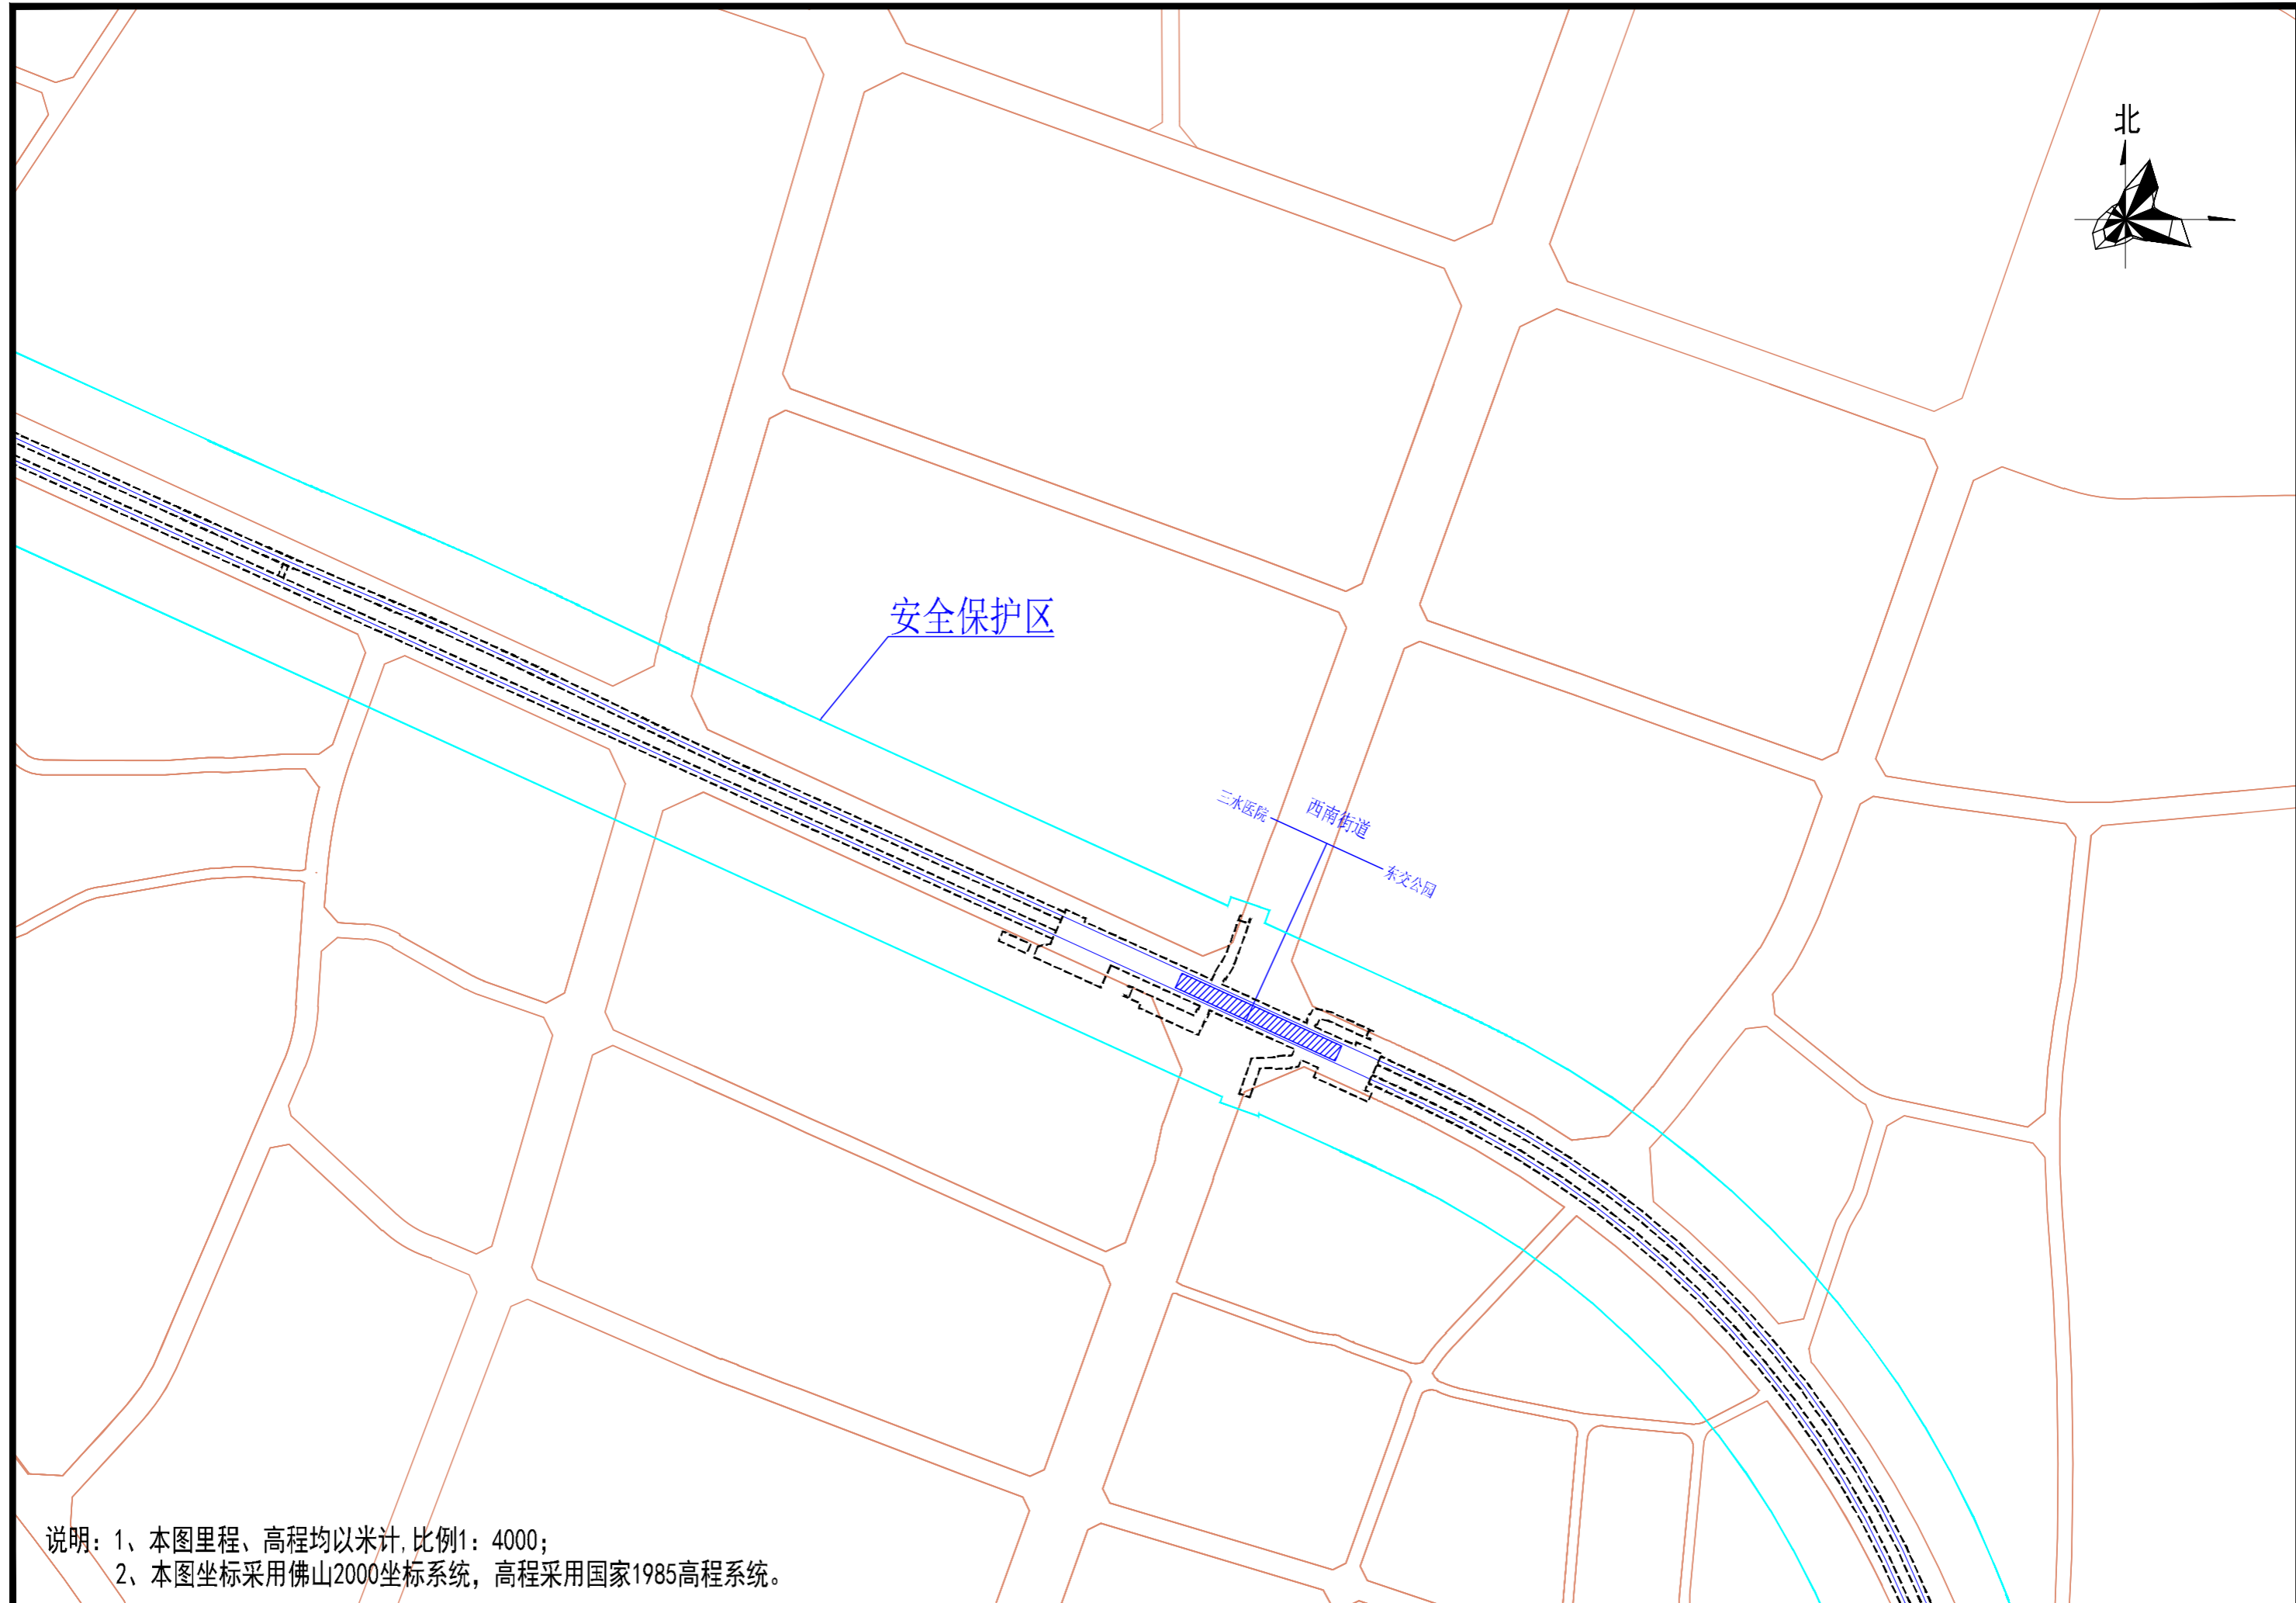 北
安全保护区
三水医院
西南街道
东交公园
说明：1、本图里程、高程均以米计,比例1：4000；
2、本图坐标采用佛山2000坐标系统，高程采用国家1985高程系统。